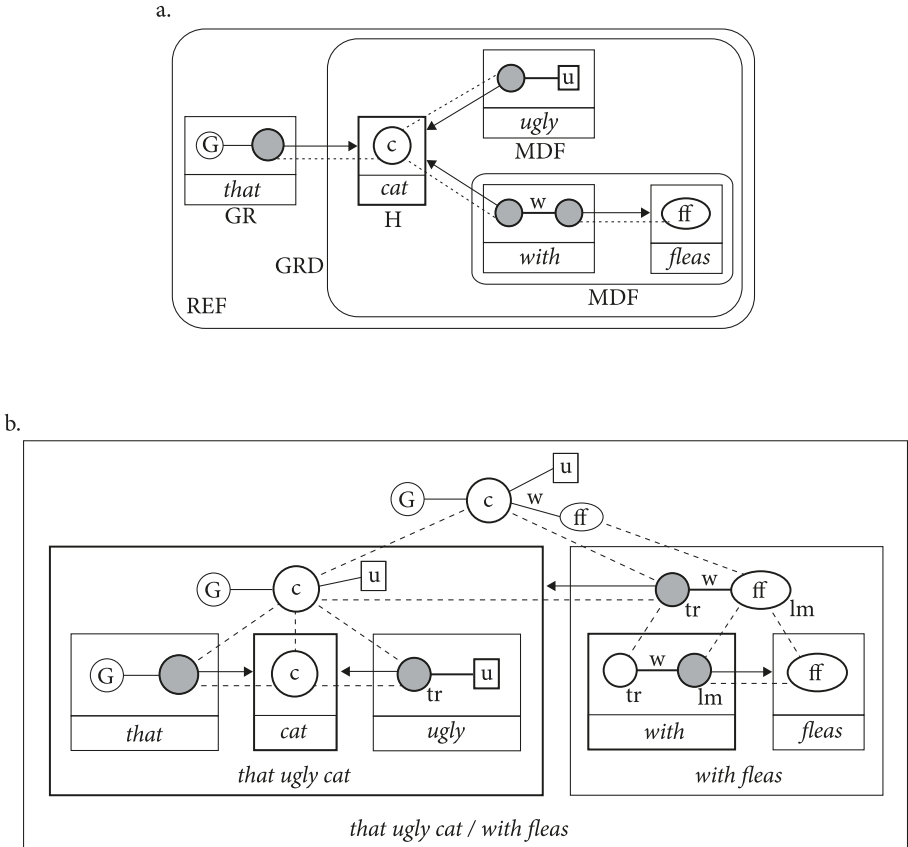 a.
u
ugly
MDF
G
that
GR
c
cat
H
w
with
ff
fleas
MDF
GRD
REF
b.
u
G
c
w
ff
G
c
u
w
ff
tr
lm
G
that
c
cat
tr
u
ugly
w
tr
lm
with
ff
fleas
that ugly cat
with fleas
that ugly cat / with fleas